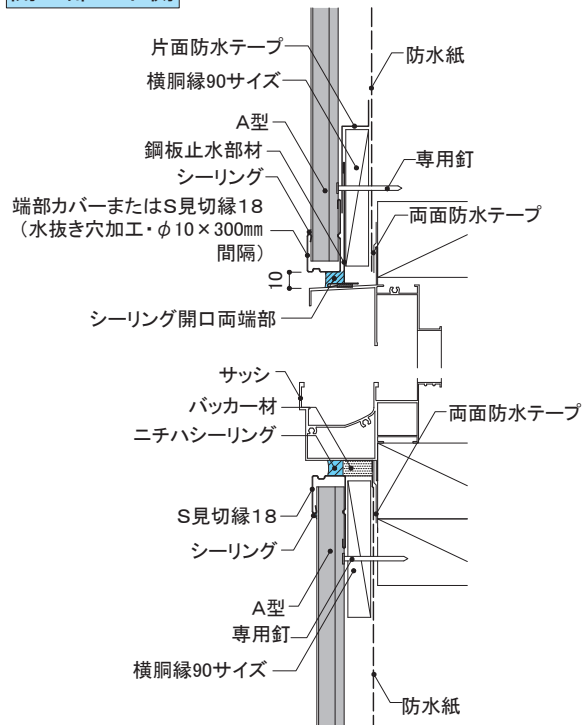 片面防水テープ
防水紙
横胴縁90サイズ
A型
鋼板止水部材
専用釘
シーリング
端部カバーまたはS見切縁18
（水抜き穴加工・φ10×300㎜
間隔）
両面防水テープ
10
シーリング開口両端部
サッシ
バッカー材
両面防水テープ
ニチハシーリング
S見切縁18
シーリング
A型
専用釘
横胴縁90サイズ
防水紙